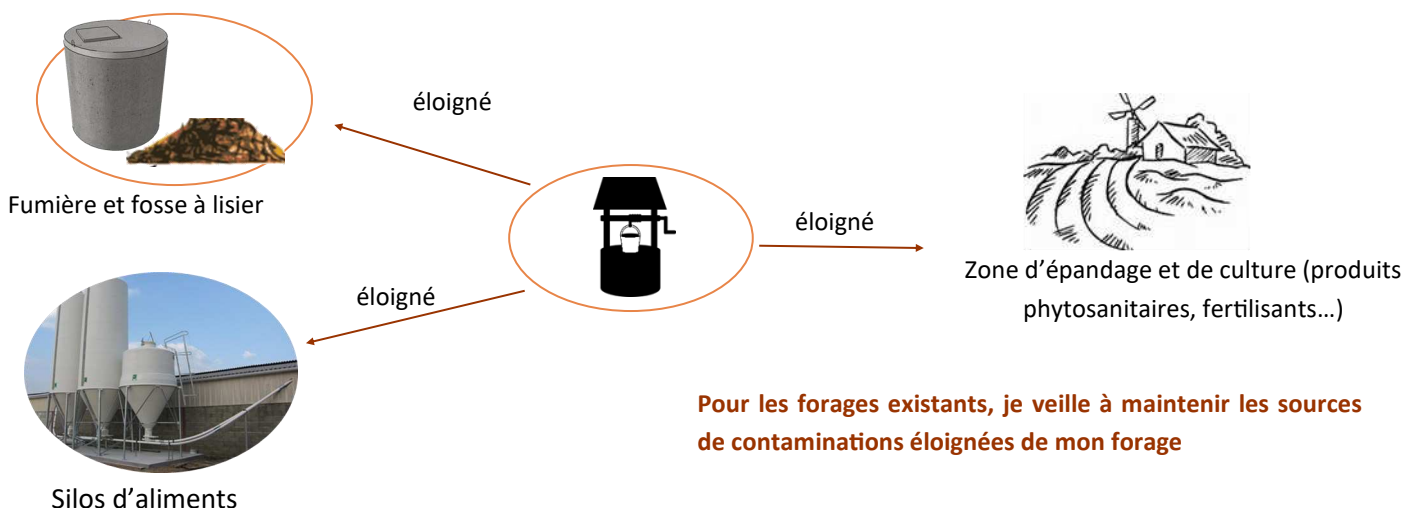 éloigné
Fumière et fosse à lisier
éloigné
Zone d’épandage et de culture (produits
phytosanitaires, fertilisants…)
éloigné
Silos d’aliments
Pour les forages existants, je veille à maintenir les sources
de contaminations éloignées de mon forage